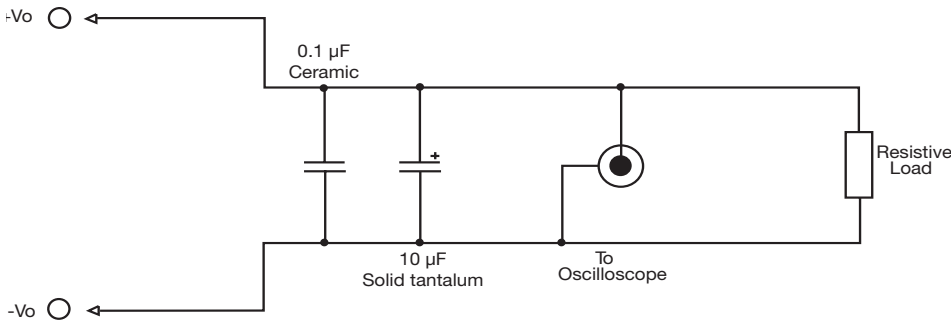 +Vo
0.1 µF
Ceramic
+
Resistive
Load
10 µF
Solid tantalum
To
Oscilloscope
-Vo